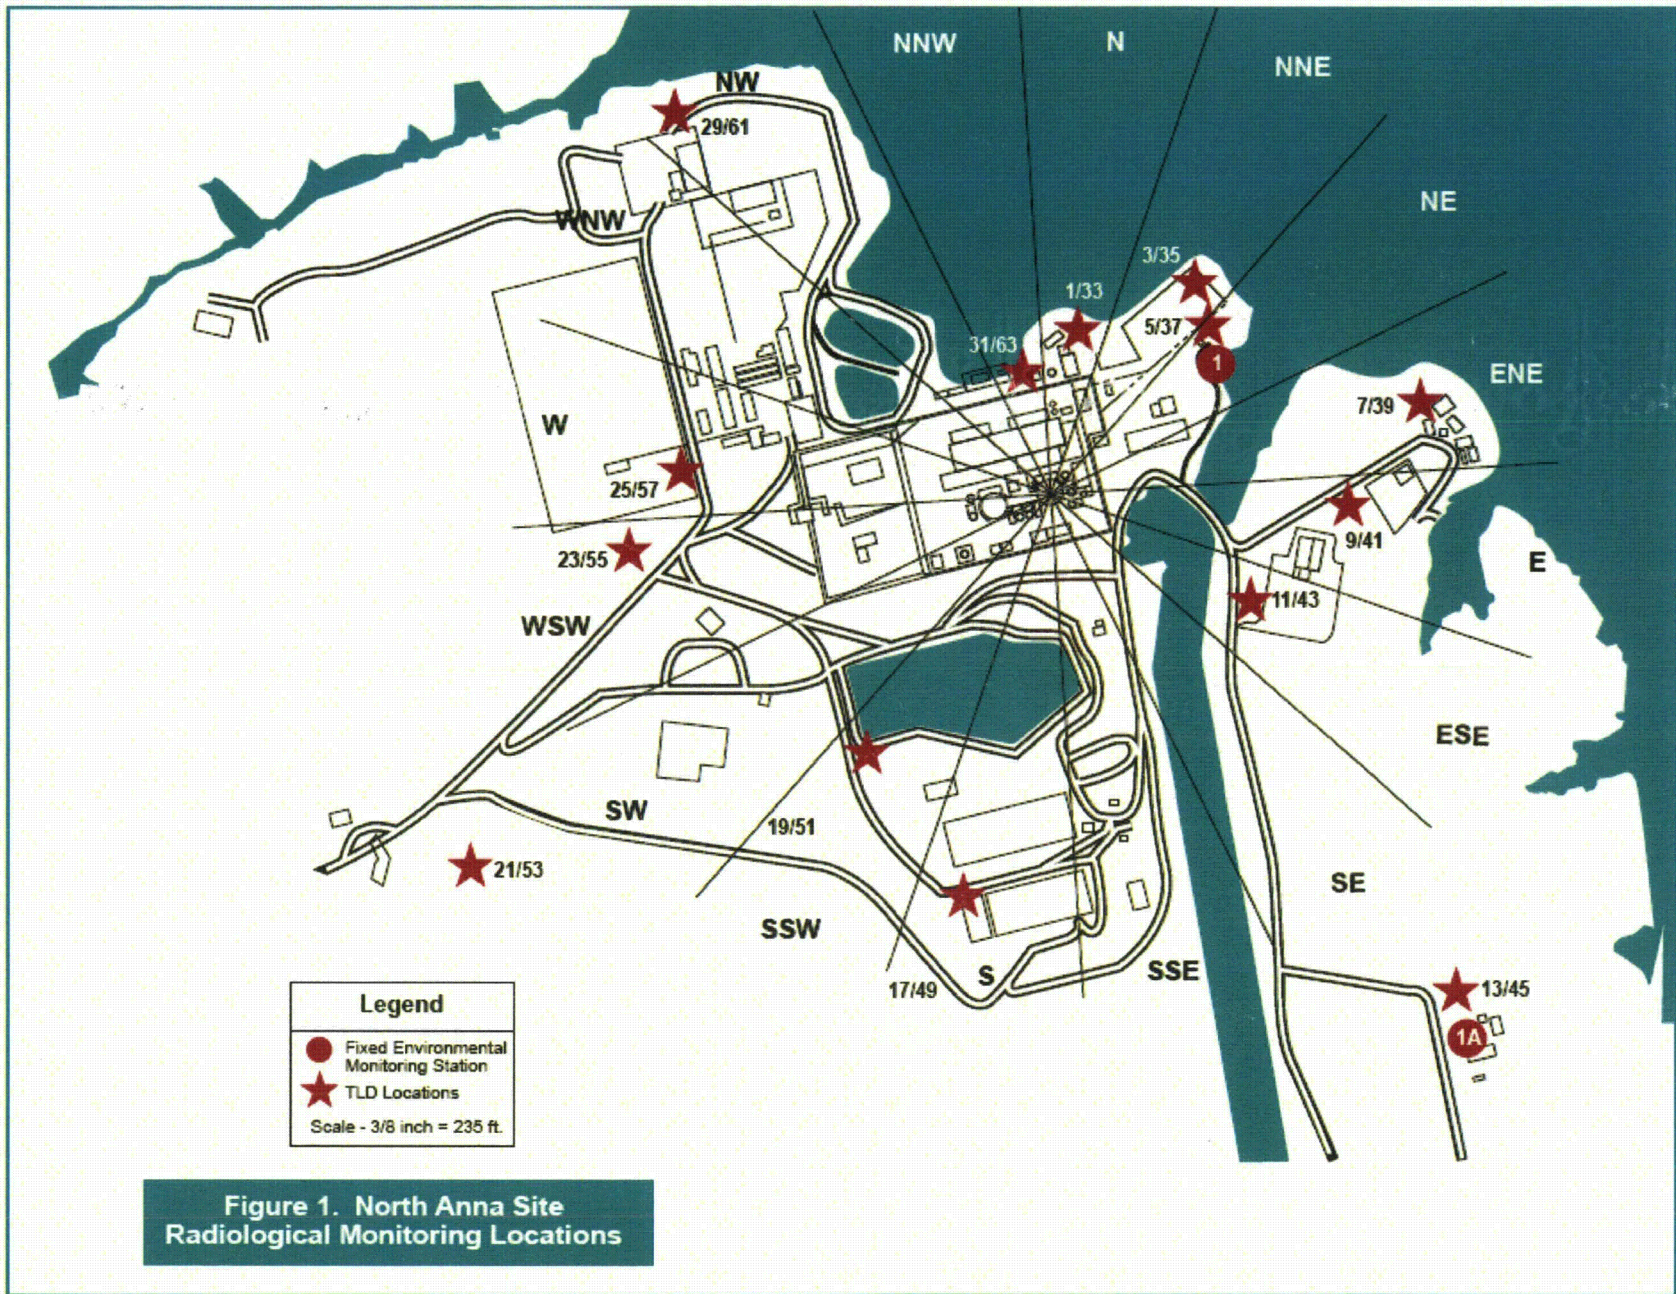 NNW
N
NNE
NW
29/61
NE
WNW
3/35
1/33
5/37
31/63
1
ENE
7/39
W
25/57
9/41
23/55
E
11/43
WSW
ESE
SW
19/51
21/53
SE
SSW
S
SSE
17/49
13/45
1A
Legend
Fixed Environmental
Monitoring Station
TLD Locations
Scale - 3/8 inch = 235 ft.
Figure 1. North Anna Site
Radiological Monitoring Locations